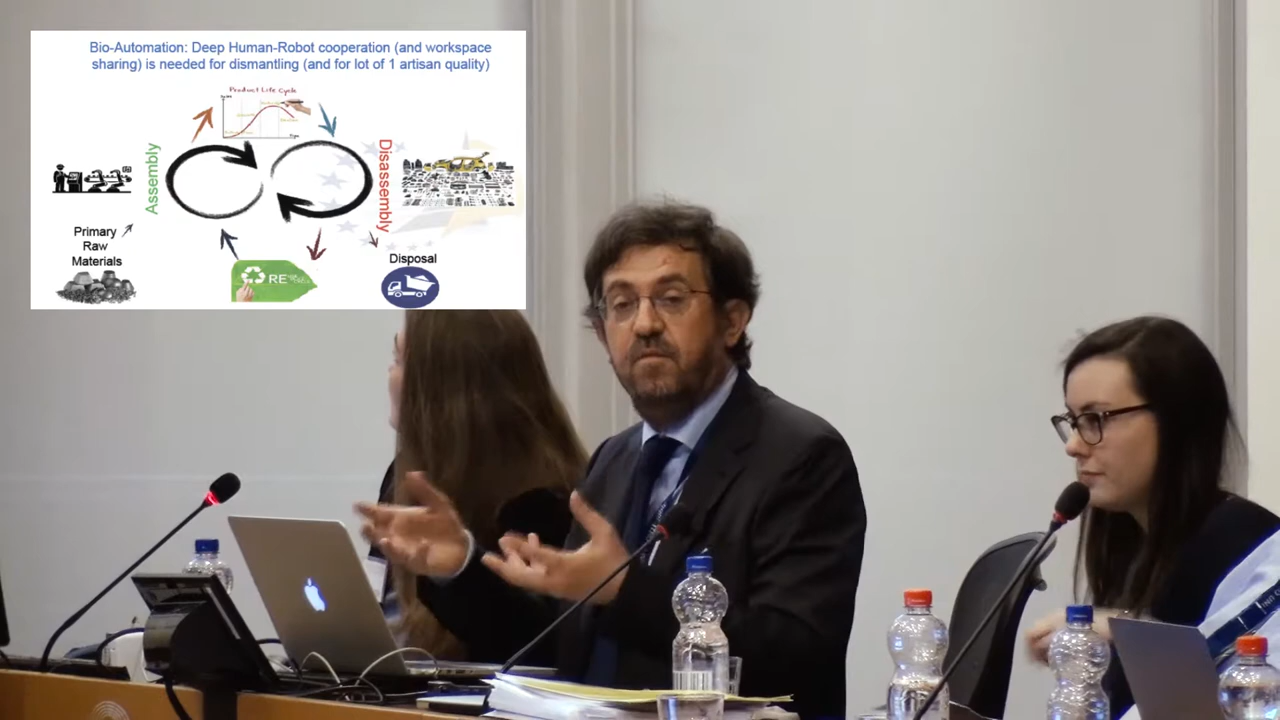 Bio-Automation: Deep Human-Robot cooperation (and workspace
sharing) is needed for dismantling (and for lot of 1 artisan quality)
Product Life Cycle
Assembly
Disassembly
Primary
Raw
Materials
RE
Disposal